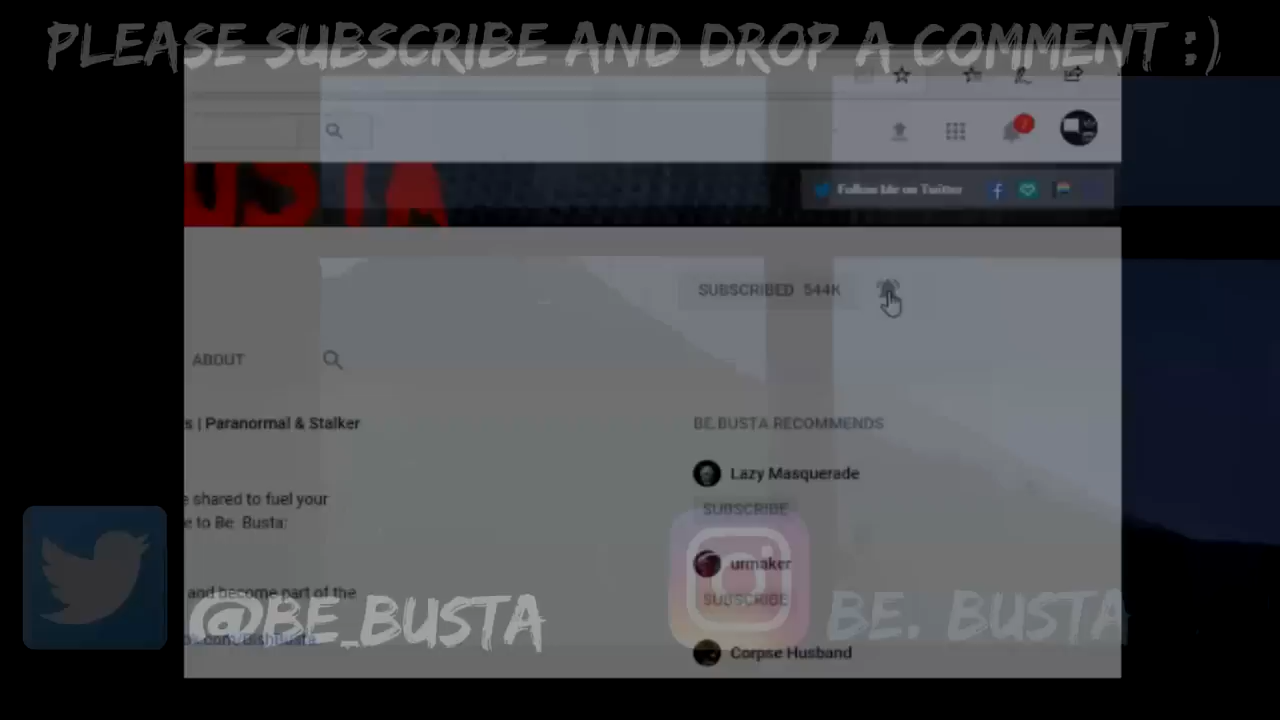 PLEASE SUBSCRIBE AND DROP A COMMENT :)
USTA
Follow Me on Twitter
SUBSCRIBED 544K
ABOUT
s | Paranormal & Stalker
BE.BUSTA RECOMMENDS
Lazy Masquerade
e shared to fuel your
SUBSCRIBE
e to Be. Busta:
urmaker
and become part of the
SUBSCRIBE
@BE_BUSTA
BE. BUSTA
Corpse Husband